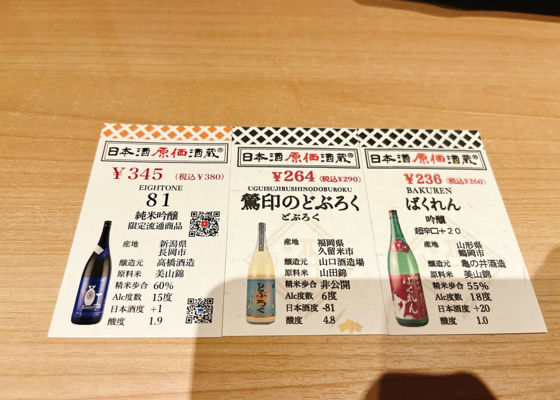 日本酒原価酒蔵®
¥345(税込¥380)
EIGHTONE
81
純米吟醸
限定流通商品
産地 新潟県
長岡市
醸造元 高橋酒造
原料米 美山錦
精米歩合 60%
Alc度数 15度
日本酒度 +1
酸度 1.9
日本酒原価酒蔵®
¥264(税込¥290)
UGUISUJIRUSHINODOBUROKU
鶯印のどぶろく
どぶろく
産地 福岡県
久留米市
醸造元 山口酒造場
原料米 山田錦
精米歩合 非公開
Alc度数 6度
日本酒度 -81
酸度 4.8
どぶろく
日本酒原価酒蔵®
¥236(税込¥260)
BAKUREN
ばくれん
吟醸
超辛口+20
産地 山形県
鶴岡市
醸造元 亀の井酒造
原料米 美山錦
精米歩合 55%
Alc度数 18度
日本酒度 +20
酸度 1.0
ばくれん